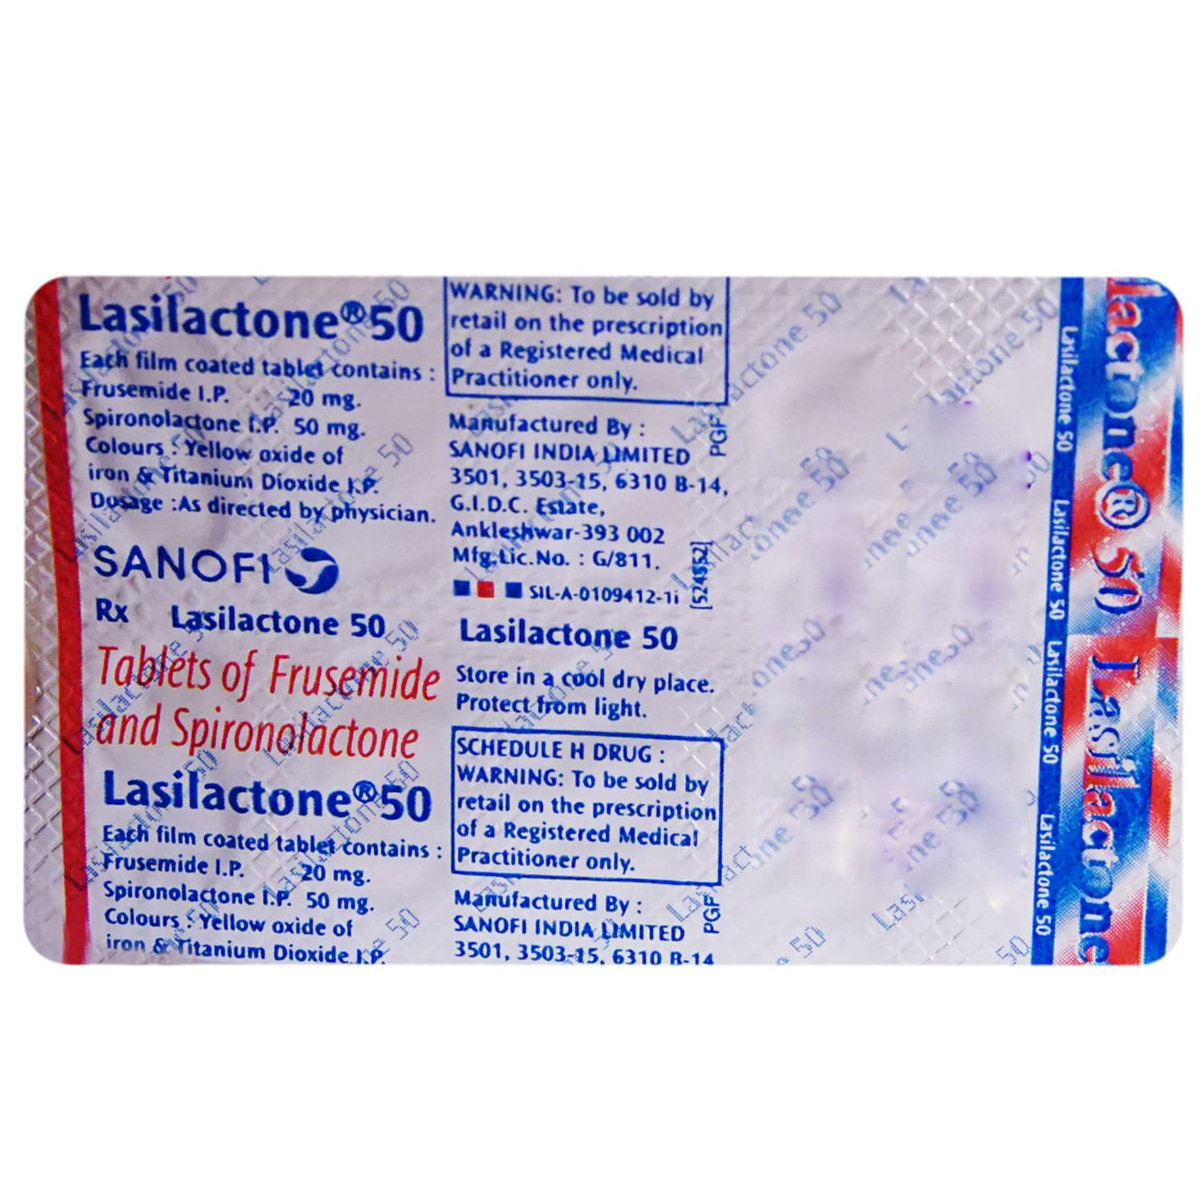 Lasilactone®50
Each film coated tablet contains :
Frusemide I.P. 20 mg.
Spironolactone I.P. 50 mg.
Colours : Yellow oxide of
iron & Titanium Dioxide I.P.
Dosage :As directed by physician.
SANOFI
Rx Lasilactone 50
Tablets of Frusemide
and Spironolactone
Lasilactone®50
Each film coated tablet contains :
Frusemide I.P. 20 mg.
Spironolactone I.P. 50 mg.
Colours : Yellow oxide of
iron & Titanium Dioxide I.P.
WARNING: To be sold by
retail on the prescription
of a Registered Medical
Practitioner only.
Manufactured By :
SANOFI INDIA LIMITED
3501, 3503-15, 6310 B-14,
G.I.D.C. Estate,
Ankleshwar-393 002
Mfg.Lic.No. : G/811.
SIL-A-0109412-1i
PGF
[524552]
Lasilactone 50
Store in a cool dry place.
Protect from light.
SCHEDULE H DRUG :
WARNING: To be sold by
retail on the prescription
of a Registered Medical
Practitioner only.
Manufactured By :
SANOFI INDIA LIMITED
3501, 3503-15, 6310 B-14
PGF
Lasilactone 50
Lasilactone 50
Lasilactone 50
Lasilactone 50
lactone® 50 Lasilactone